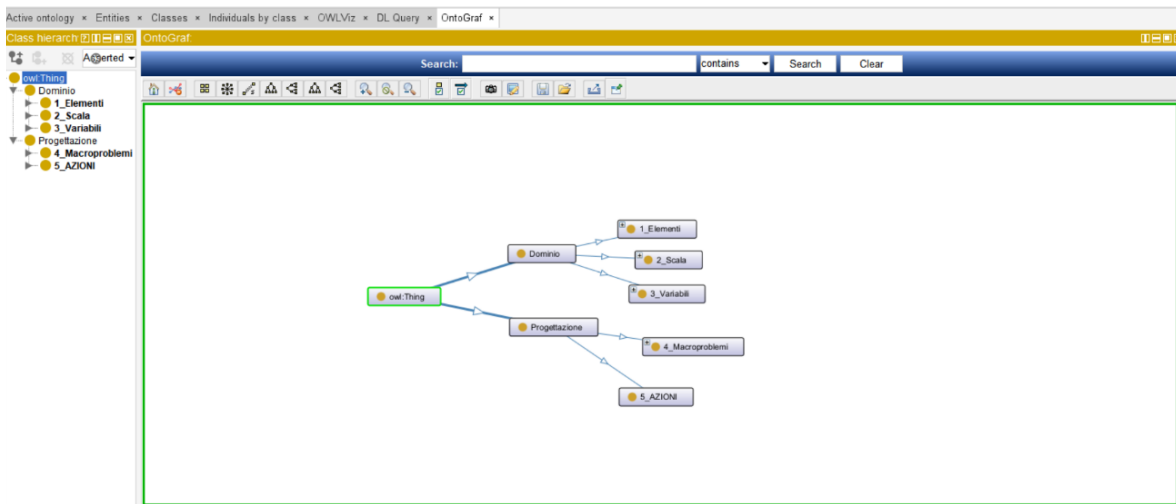 Active ontology × Entities × Classes × Individuals by class × OWLViz × DL Query × OntoGraf ×
Class hierarch
OntoGraf:
Asserted
Search: contains Search Clear
owl:Thing
Dominio
1_Elementi
2_Scala
3_Variabili
Progettazione
4_Macroproblemi
5_AZIONI
1_Elementi
Dominio
2_Scala
3_Variabili
owl:Thing
Progettazione
4_Macroproblemi
5_AZIONI